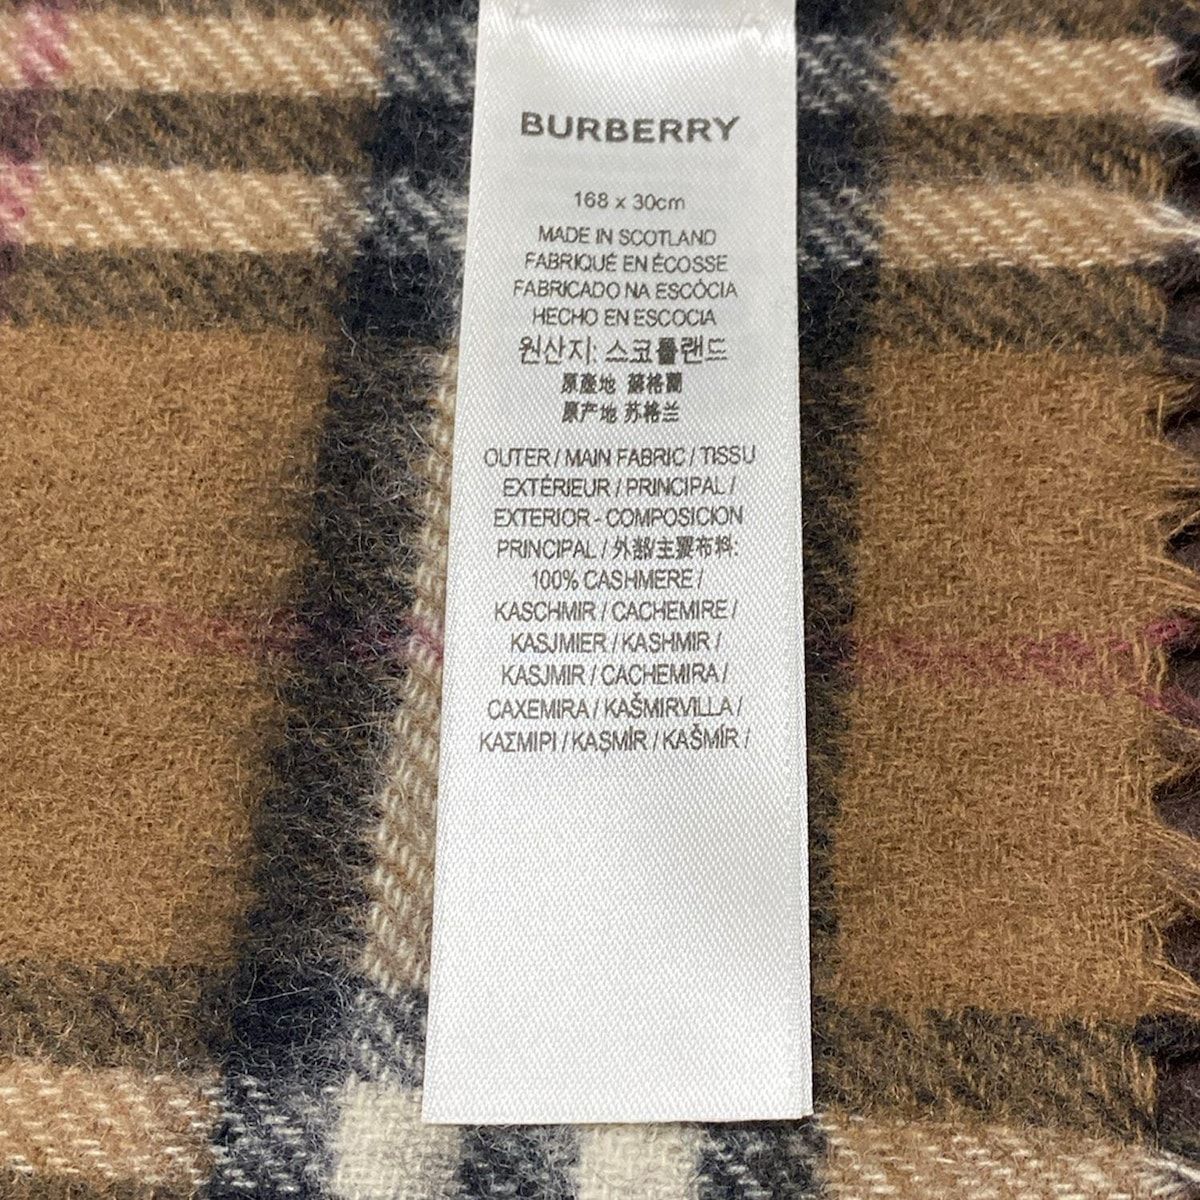 BURBERRY
168 x 30cm
MADE IN SCOTLAND
FABRIQUÉ EN ÉCOSSE
FABRICADO NA ESCÒCIA
HECHO EN ESCOCIA
원산지: 스코틀랜드
原產地 蘇格蘭
原产地 苏格兰
OUTER / MAIN FABRIC / TISSU
EXTÉRIEUR / PRINCIPAL /
EXTERIOR - COMPOSICION
PRINCIPAL / 外部/主要布料:
100% CASHMERE /
KASCHMIR / CACHEMIRE /
KASJMIER / KASHMIR /
KASJMIR / CACHEMIRA /
CAXEMIRA / KAŠMIRVILLA /
ΚΑΣΜΙΡΙ / KAŞMİR / KAŠMÍR /